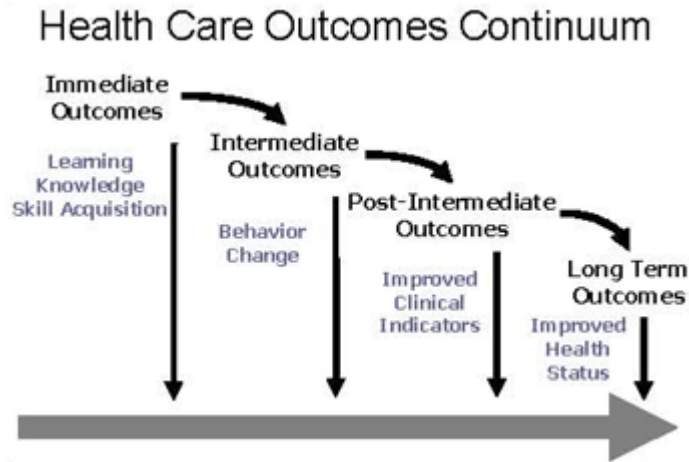 Health Care Outcomes Continuum
Immediate
Outcomes
Learning
Knowledge
Skill Acquisition
Intermediate
Outcomes
Behavior
Change
Post-Intermediate
Outcomes
Improved
Clinical
Indicators
Long Term
Outcomes
Improved
Health
Status